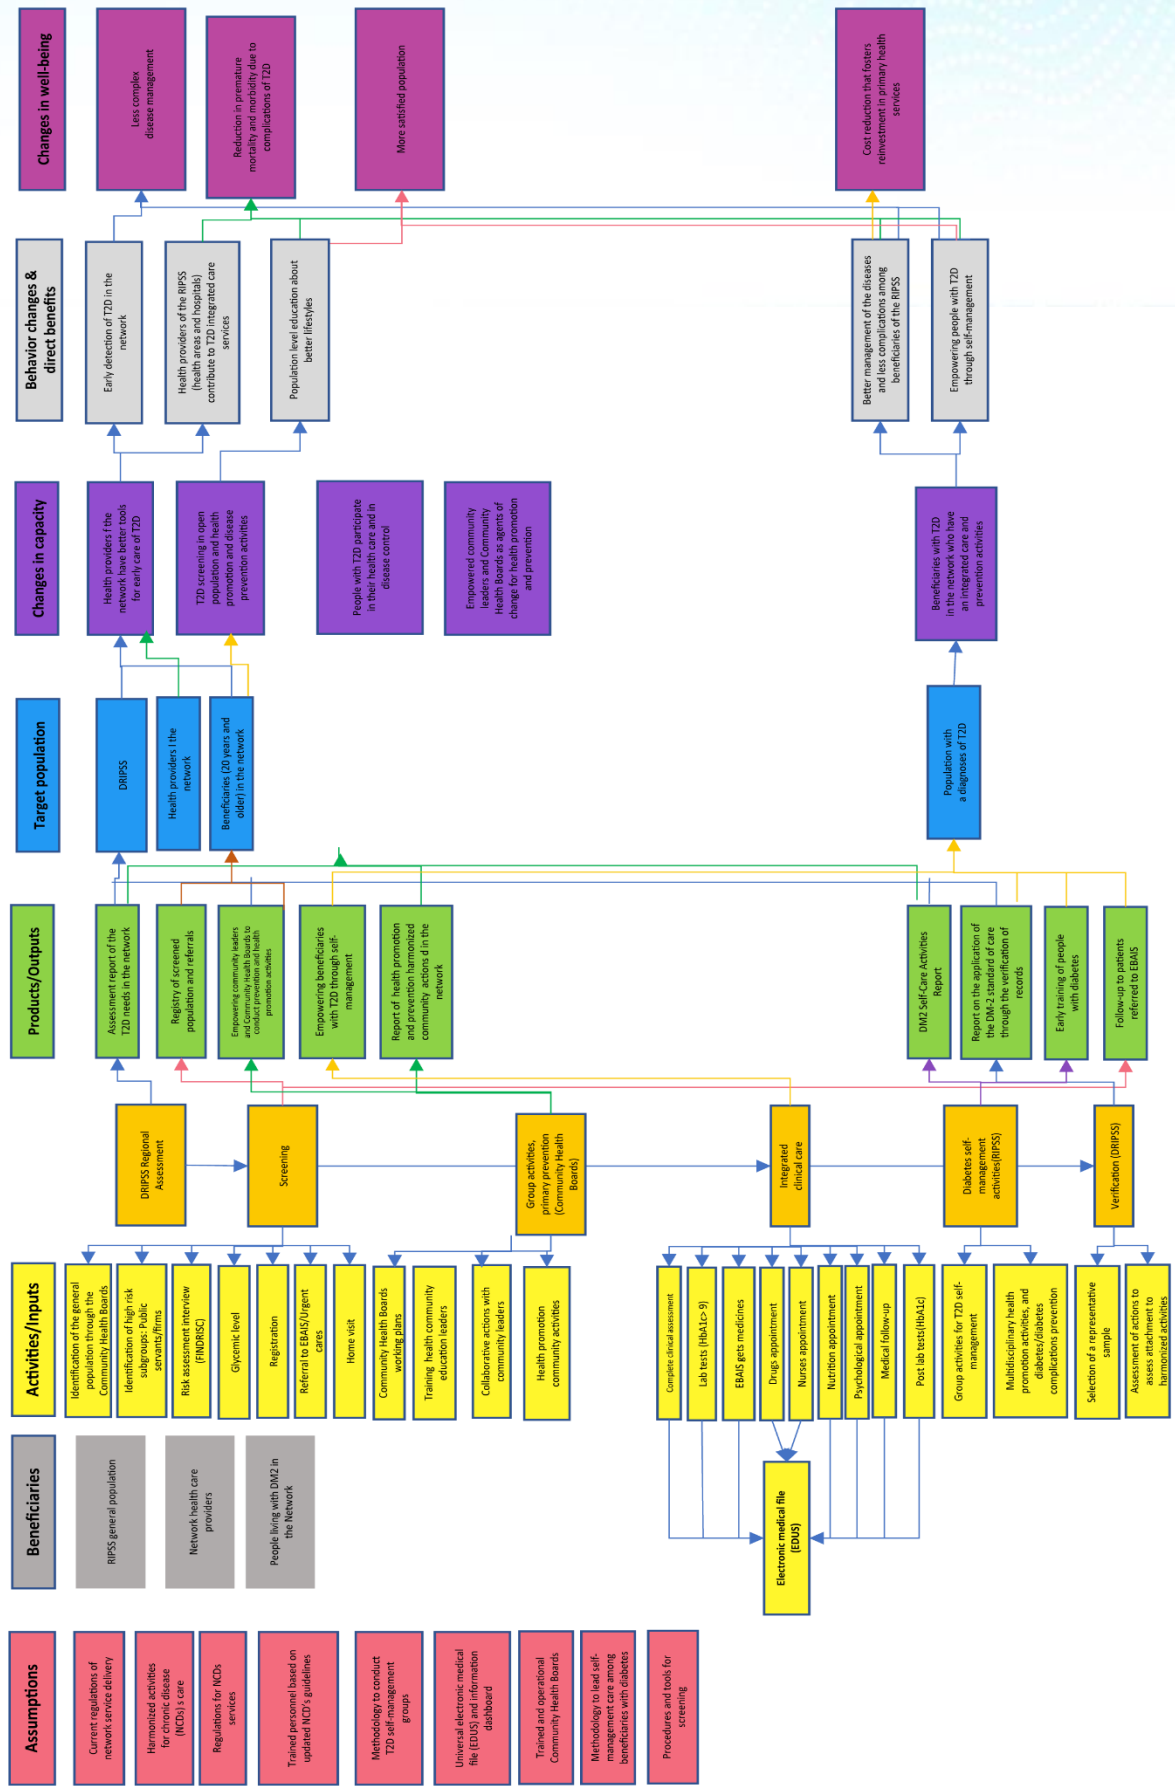 Assumptions
Current regulations of
network service delivery
Harmonized activities
for chronic disease
(NCDs) s care
Regulations for NCDs
services
Trained personnel based on
updated NCD's guidelines
Methodology to conduct
T2D self-management
groups
Universal electronic medical
file (EDUS) and information
dashboard
Trained and operational
Community Health Boards
Methodology to lead self-
management care among
beneficiaries with diabetes
Procedures and tools for
screening
Beneficiaries
RIPSS general population
Network health care
providers
People living with DM2 in
the Network
Electronic medical file
(EDUS)
Activities/Inputs
Identification of the general
population through the
Community Health Boards
Identification of high risk
subgroups: Public
servants/firms
Risk assessment interview
(FINDRISC)
Glycemic level
Registration
Referral to EBAIS/Urgent
cares
Home visit
Community Health Boards
working plans
Training health community
education leaders
Collaborative actions with
community leaders
Health promotion
community activities
Complete clinical assessment
Lab tests (HbA1c> 9)
EBAIS gets medicines
Drugs appointment
Nurses appointment
Nutrition appointment
Psychological appointment
Medical follow-up
Post lab tests(HbA1c)
Group activities for T2D self-
management
Multidisciplinary health
promotion activities, and
diabetes/diabetes
complications prevention
Selection of a representative
sample
Assessment of actions to
assess attachment to
harmonized activities
DRIPSS Regional
Assessment
Screening
Group activities,
primary prevention
(Community Health
Boards)
Integrated
clinical care
Diabetes self-
management
activities(RIPSS)
Verification (DRIPSS)
Products/Outputs
Assessment report of the
T2D needs in the network
Registry of screened
population and referrals
Empowering community leaders
and Community Health Boards to
conduct prevention and health
promotion activities
Empowering beneficiaries
with T2D through self-
management
Report of health promotion
and prevention harmonized
community actions d in the
network
DM2 Self-Care Activities
Report
Report on the application of
the DM-2 standard of care
through the verification of
records
Early training of people
with diabetes
Follow-up to patients
referred to EBAIS
Target population
DRIPSS
Health providers I the
network
Beneficiaries (20 years and
older) in the network
Population with
a diagnoses of T2D
Changes in capacity
Health providers f the
network have better tools
for early care of T2D
T2D screening in open
population and health
promotion and disease
prevention activities
People with T2D participate
in their health care and in
disease control
Empowered community
leaders and Community
Health Boards as agents of
change for health promotion
and prevention
Beneficiaries with T2D
in the network who have
an integrated care and
prevention activities
Behavior changes &
direct benefits
Early detection of T2D in the
network
Health providers of the RIPSS
(health areas and hospitals)
contribute to T2D integrated care
services
Population level education about
better lifestyles
Better management of the diseases
and less complications among
beneficiaries of the RIPSS
Empowering people with T2D
through self-management
Changes in well-being
Less complex
disease management
Reduction in premature
mortality and morbidity due to
complications of T2D
More satisfied population
Cost reduction that fosters
reinvestment in primary health
services